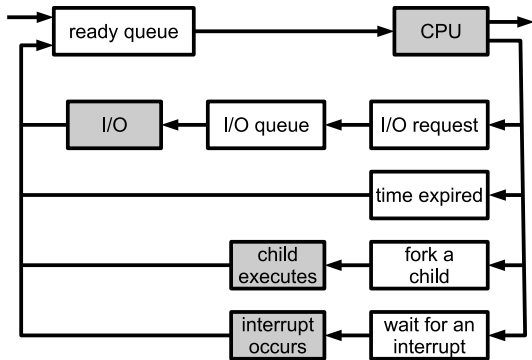 ready queue
CPU
I/O
I/O queue
I/O request
time expired
child
executes
fork a
child
interrupt
occurs
wait for an
interrupt